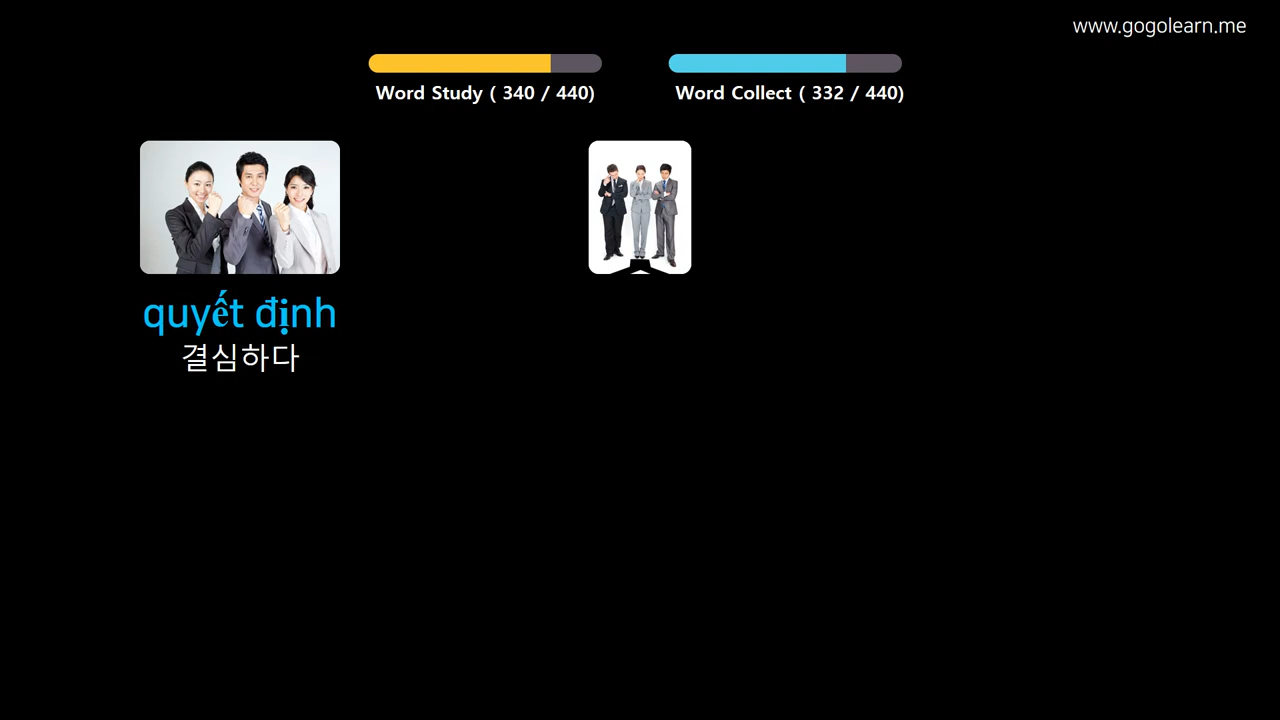 www.gogolearn.me
Word Study ( 340 / 440)
Word Collect ( 332 / 440)
quyết định
결심하다